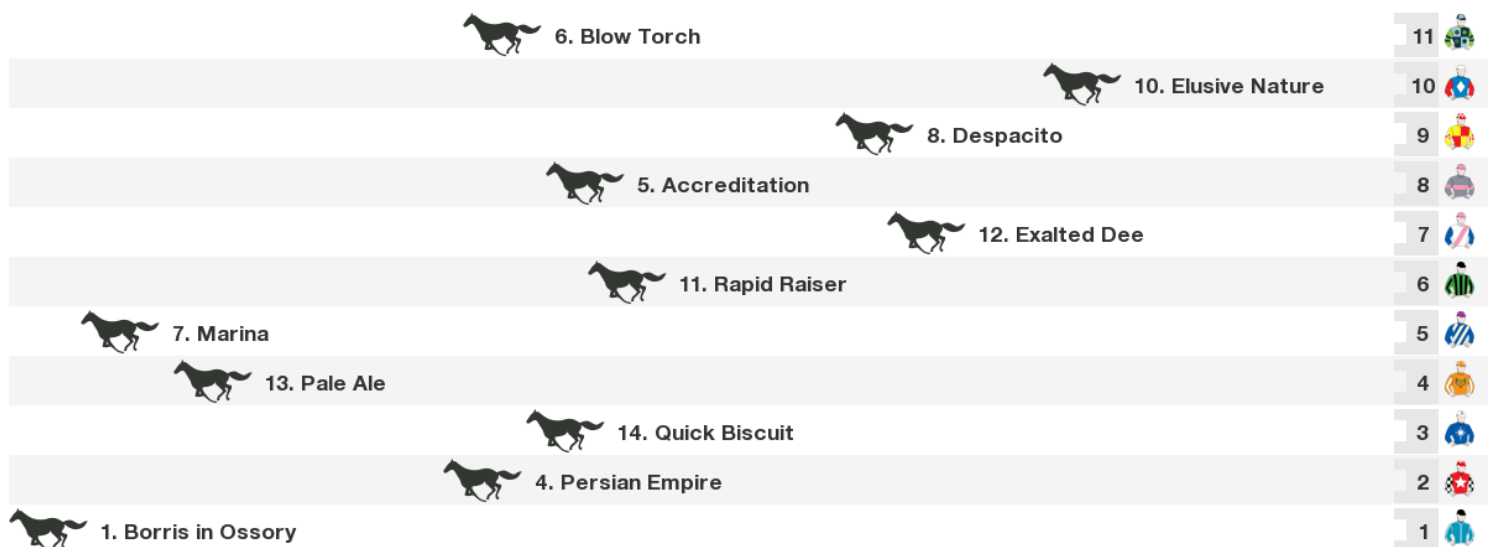 6. Blow Torch 11
10. Elusive Nature 10
8. Despacito 9
5. Accreditation 8
12. Exalted Dee 7
11. Rapid Raiser 6
7. Marina 5
13. Pale Ale 4
14. Quick Biscuit 3
4. Persian Empire 2
1. Borris in Ossory 1